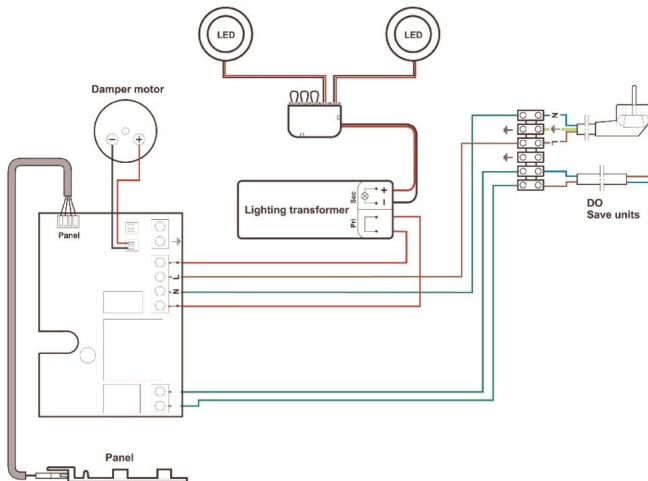 LED
LED
Damper motor
Panel
Lighting transformer
Sec
Pri
+
−
−
+
L
N
N
L
DO
Save units
Panel